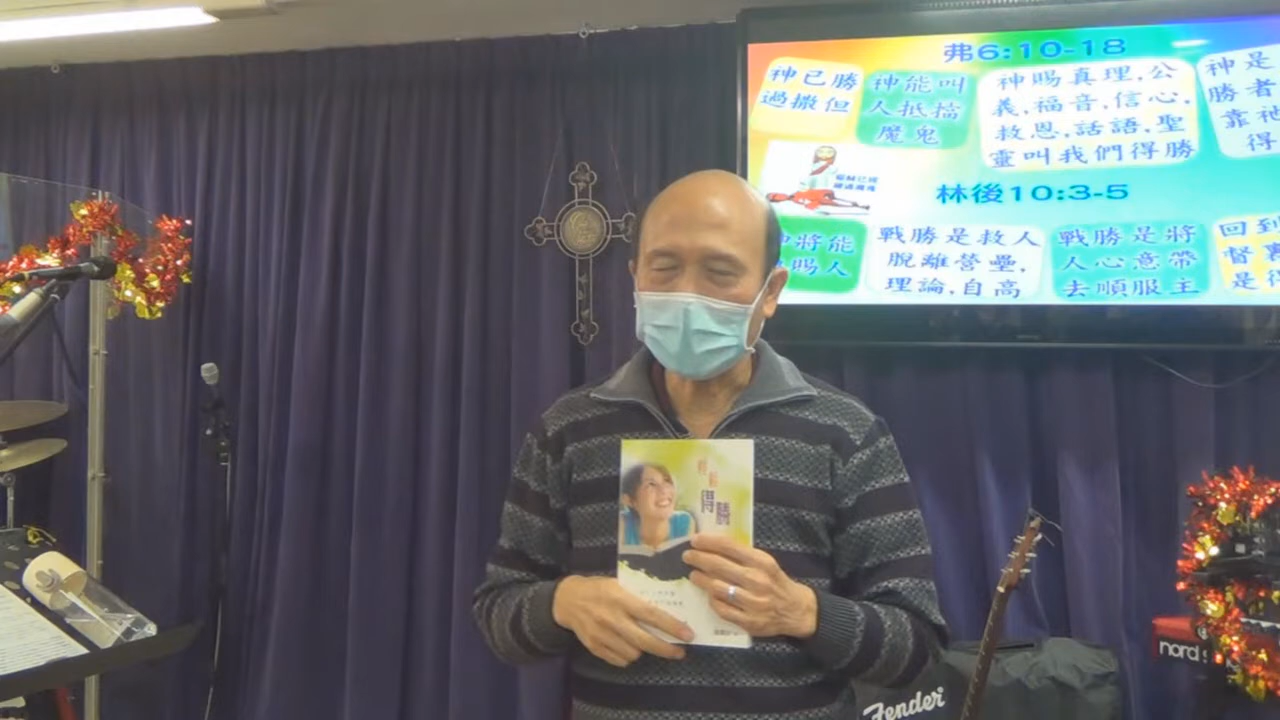 弗6:10-18
神已勝
過撒但
神能叫
人抵擋
魔鬼
神賜真理,公
義,福音,信心,
救恩,話語,聖
靈叫我們得勝
神是
勝者
靠祂
得
林後10:3-5
將能
賜人
戰勝是救人
脫離營壘,
理論,自高
戰勝是將
人心意帶
去順服主
回到
督裏
是得
輕鬆
得勝
Fender
nord